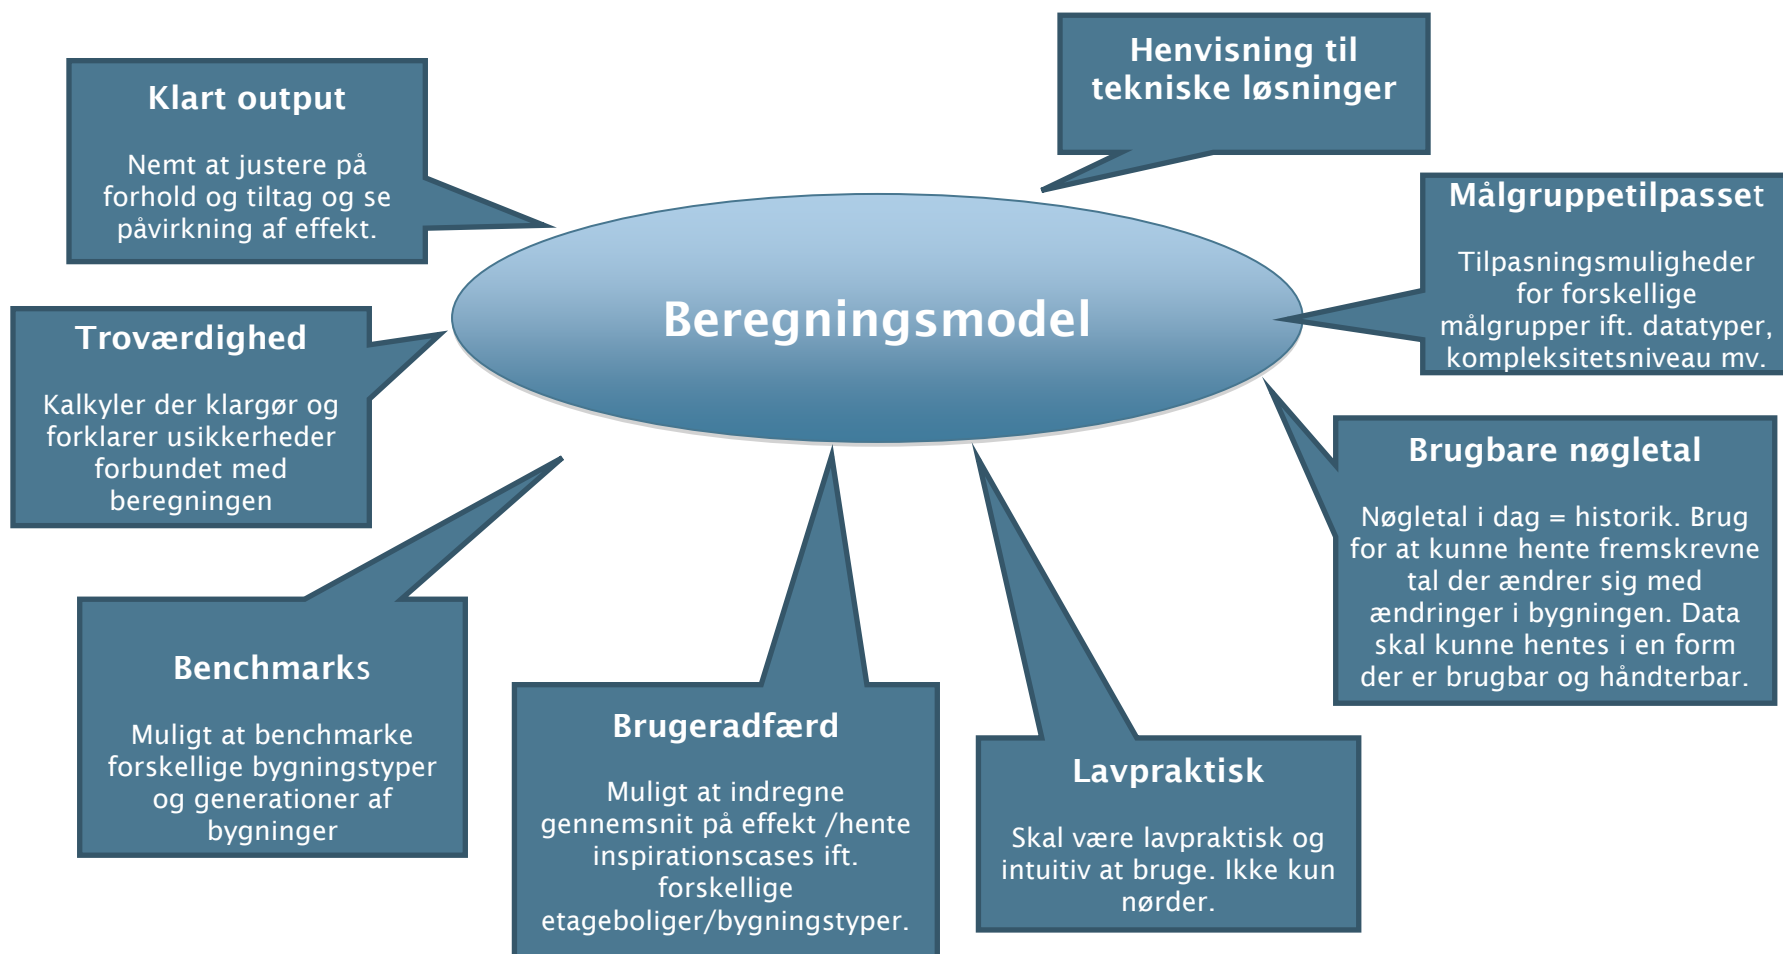 Henvisning til
tekniske løsninger
Klart output
Nemt at justere på
forhold og tiltag og se
påvirkning af effekt.
Målgruppetilpasset
Tilpasningsmuligheder
for forskellige
målgrupper ift. datatyper,
kompleksitetsniveau mv.
Beregningsmodel
Troværdighed
Kalkyler der klargør og
forklarer usikkerheder
forbundet med
beregningen
Brugbare nøgletal
Nøgletal i dag = historik. Brug
for at kunne hente fremskrevne
tal der ændrer sig med
ændringer i bygningen. Data
skal kunne hentes i en form
der er brugbar og håndterbar.
Benchmarks
Muligt at benchmarke
forskellige bygningstyper
og generationer af
bygninger
Brugeradfærd
Muligt at indregne
gennemsnit på effekt /hente
inspirationscases ift.
forskellige
etageboliger/bygningstyper.
Lavpraktisk
Skal være lavpraktisk og
intuitiv at bruge. Ikke kun
nørder.